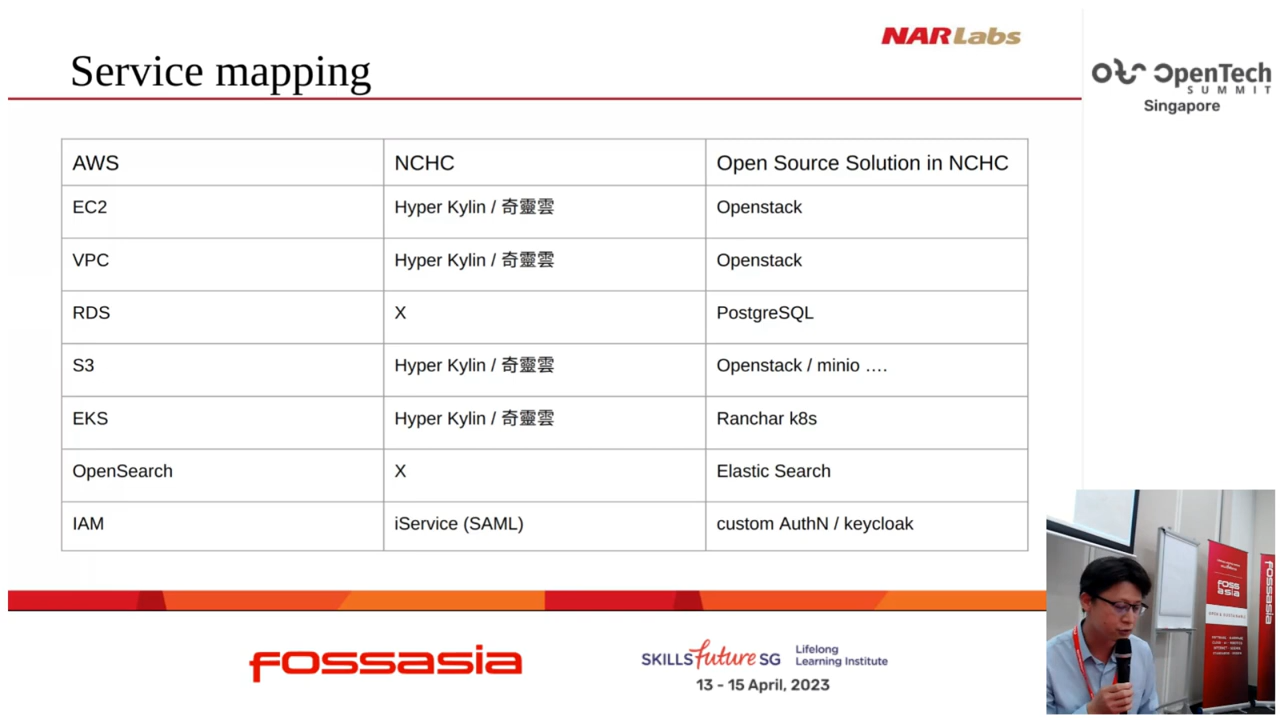 NARLabs
Service mapping
OpenTech
SUMMIT
Singapore
AWS NCHC Open Source Solution in NCHC
EC2 Hyper Kylin / 奇靈雲 Openstack
VPC Hyper Kylin / 奇靈雲 Openstack
RDS X PostgreSQL
S3 Hyper Kylin / 奇靈雲 Openstack / minio ....
EKS Hyper Kylin / 奇靈雲 Ranchar k8s
OpenSearch X Elastic Search
IAM iService (SAML) custom AuthN / keycloak
FOSSASIA
SKILLSfuture SG Lifelong
Learning Institute
13 - 15 April, 2023
FOSS
ASIA
FOSSASIA